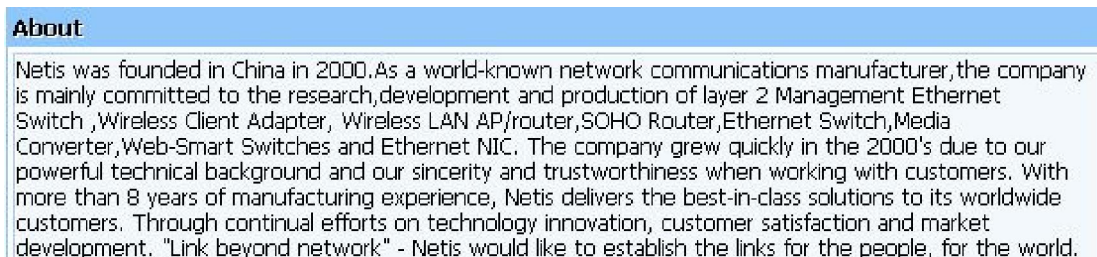 About
Netis was founded in China in 2000.As a world-known network communications manufacturer,the company
is mainly committed to the research,development and production of layer 2 Management Ethernet
Switch ,Wireless Client Adapter, Wireless LAN AP/router,SOHO Router,Ethernet Switch,Media
Converter,Web-Smart Switches and Ethernet NIC. The company grew quickly in the 2000's due to our
powerful technical background and our sincerity and trustworthiness when working with customers. With
more than 8 years of manufacturing experience, Netis delivers the best-in-class solutions to its worldwide
customers. Through continual efforts on technology innovation, customer satisfaction and market
development. "Link beyond network" - Netis would like to establish the links for the people, for the world.